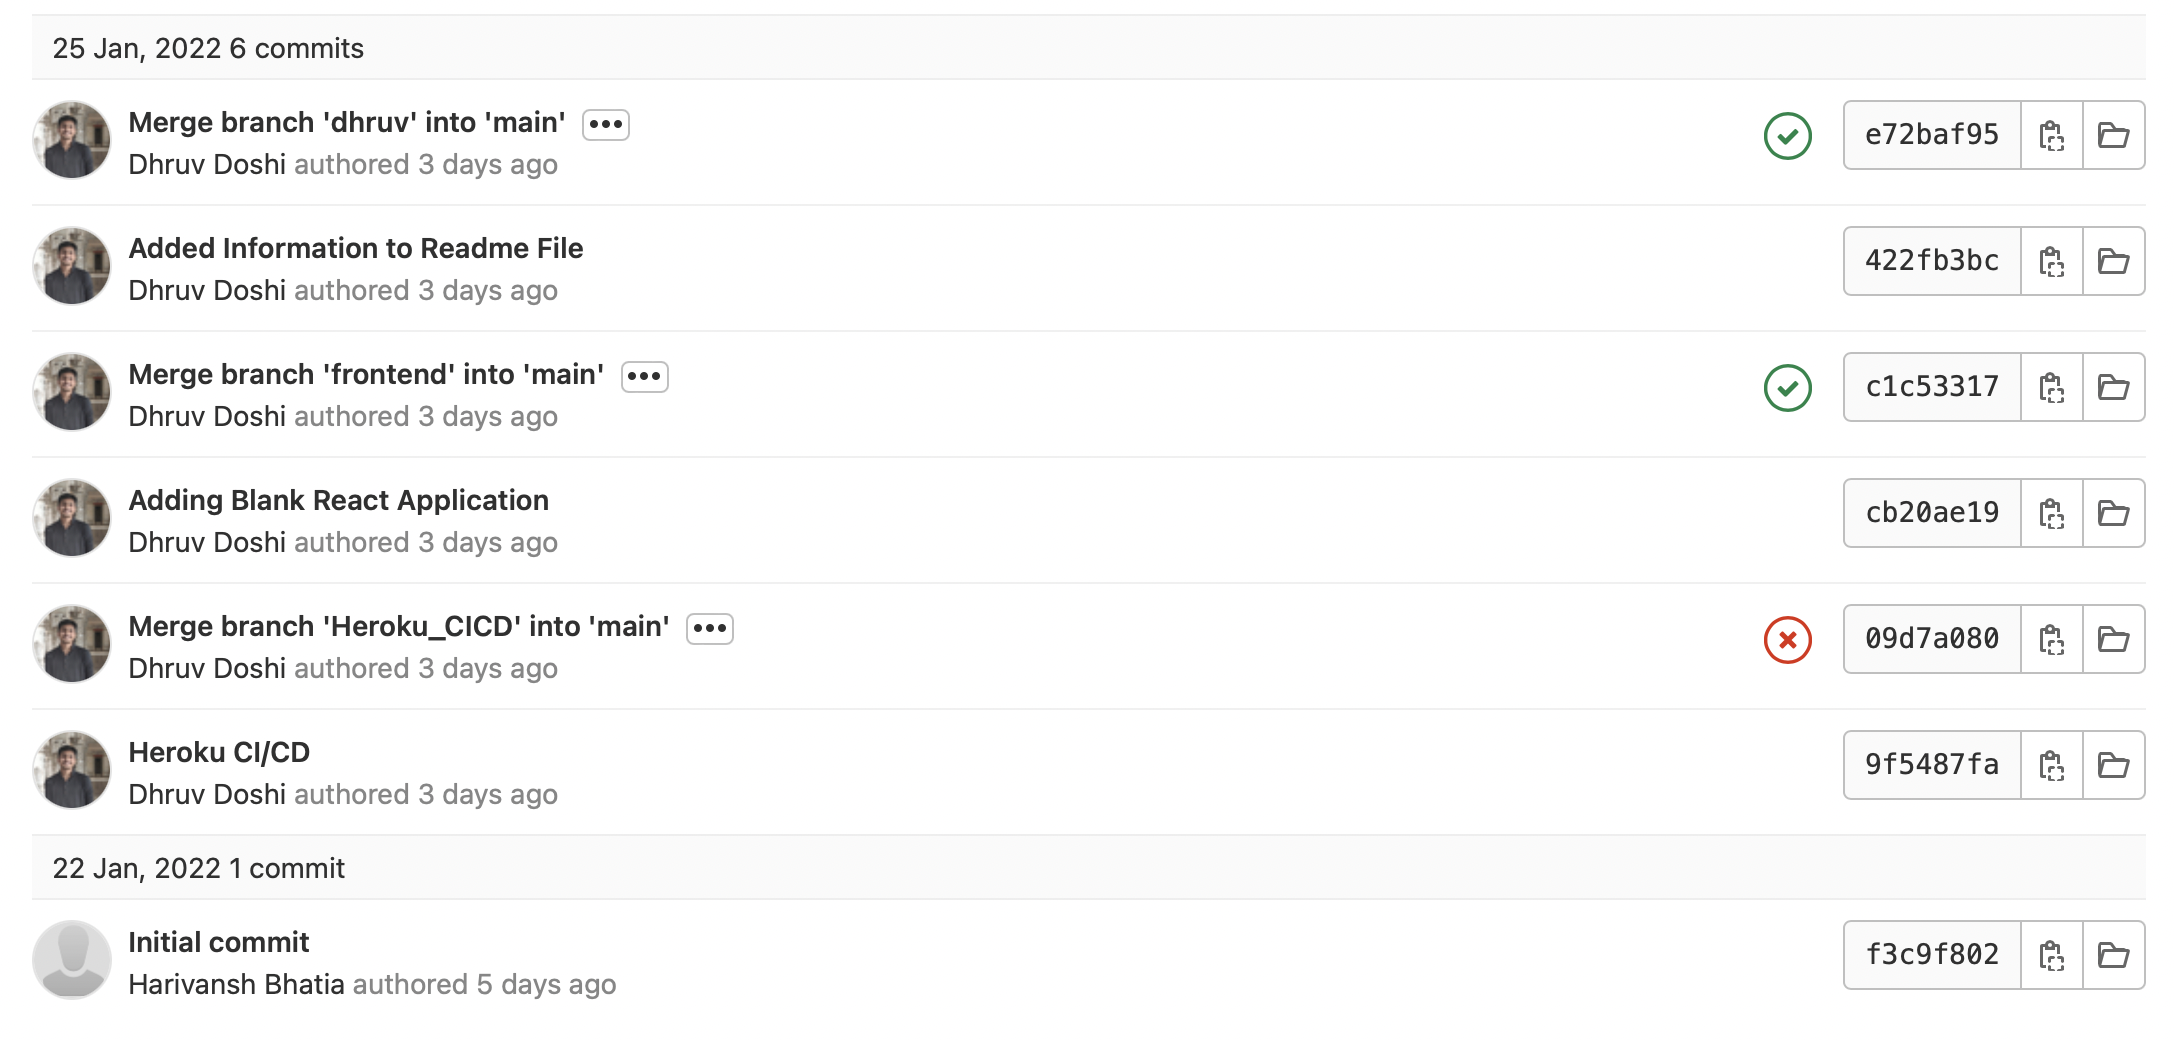 25 Jan, 2022 6 commits
Merge branch 'dhruv' into 'main'
Dhruv Doshi authored 3 days ago
e72baf95
Added Information to Readme File
Dhruv Doshi authored 3 days ago
422fb3bc
Merge branch 'frontend' into 'main'
Dhruv Doshi authored 3 days ago
c1c53317
Adding Blank React Application
Dhruv Doshi authored 3 days ago
cb20ae19
Merge branch 'Heroku_CICD' into 'main'
Dhruv Doshi authored 3 days ago
09d7a080
Heroku CI/CD
Dhruv Doshi authored 3 days ago
9f5487fa
22 Jan, 2022 1 commit
Initial commit
Harivansh Bhatia authored 5 days ago
f3c9f802